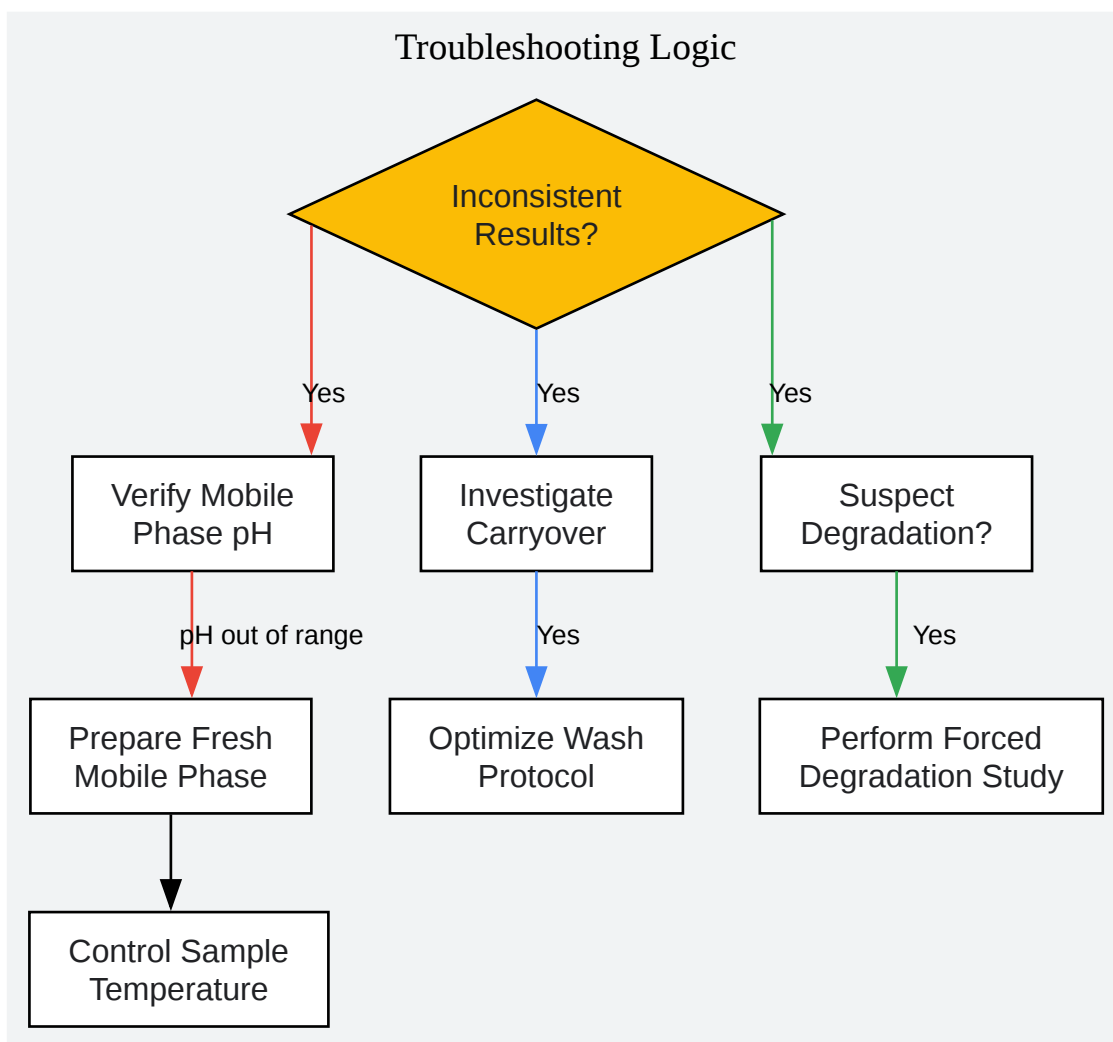 Troubleshooting Logic
Inconsistent
Results?
Yes
Yes
Yes
Verify Mobile
Phase pH
Investigate
Carryover
Suspect
Degradation?
pH out of range
Yes
Yes
Prepare Fresh
Mobile Phase
Optimize Wash
Protocol
Perform Forced
Degradation Study
Control Sample
Temperature